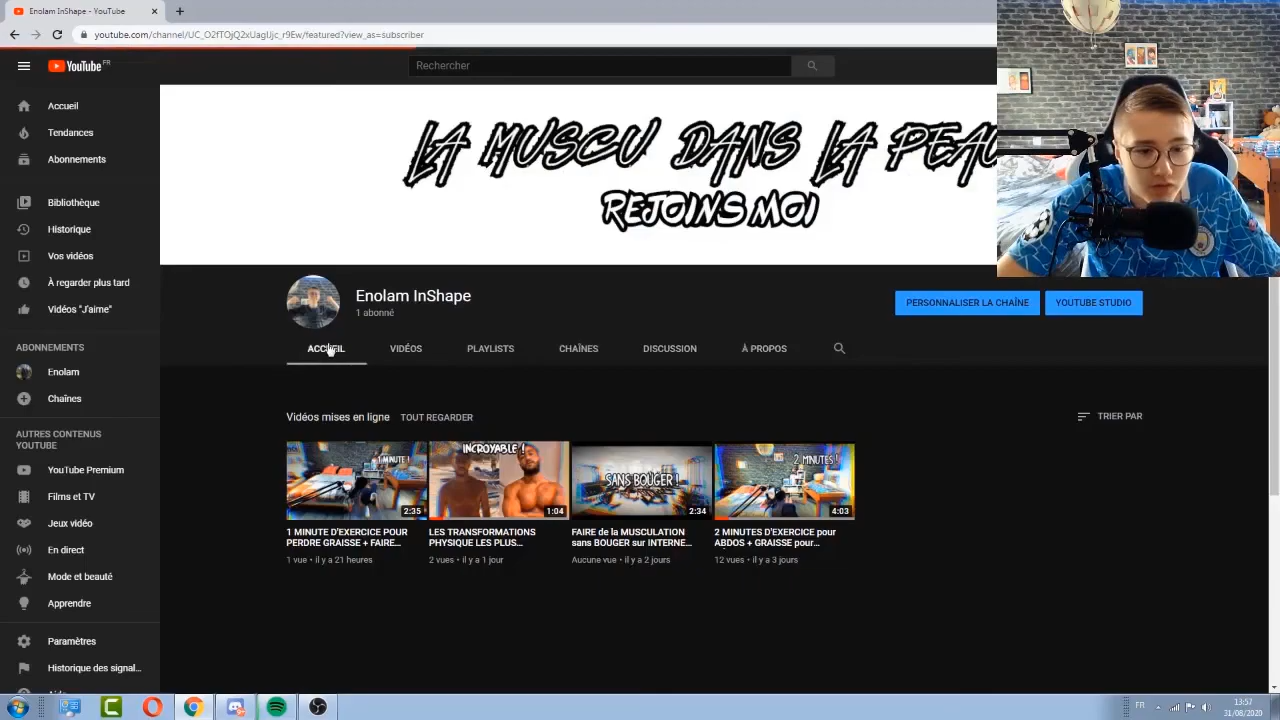 Enolam InShape - YouTube
youtube.com/channel/UC_O2fTOjQ2xUaglJjc_r9Ew/featured?view_as=subscriber
YouTube FR
Rechercher
Accueil
Tendances
Abonnements
Bibliothèque
Historique
Vos vidéos
À regarder plus tard
Vidéos "J'aime"
ABONNEMENTS
Enolam
Chaînes
AUTRES CONTENUS
YOUTUBE
YouTube Premium
Films et TV
Jeux vidéo
En direct
Mode et beauté
Apprendre
Paramètres
Historique des signal...
LA MUSCU DANS LA PEAU
REJOINS MOI
Enolam InShape
1 abonné
PERSONNALISER LA CHAÎNE
YOUTUBE STUDIO
ACCUEIL VIDÉOS PLAYLISTS CHAÎNES DISCUSSION À PROPOS
Vidéos mises en ligne TOUT REGARDER
TRIER PAR
1 MINUTE !
2:35
1 MINUTE D'EXERCICE POUR
PERDRE GRAISSE + FAIRE...
1 vue • il y a 21 heures
INCROYABLE !
1:04
LES TRANSFORMATIONS
PHYSIQUE LES PLUS...
2 vues • il y a 1 jour
SANS BOUGER !
2:34
FAIRE de la MUSCULATION
sans BOUGER sur INTERNE...
Aucune vue • il y a 2 jours
2 MINUTES !
4:03
2 MINUTES D'EXERCICE pour
ABDOS + GRAISSE pour...
12 vues • il y a 3 jours
FR
13:57
31/08/2020